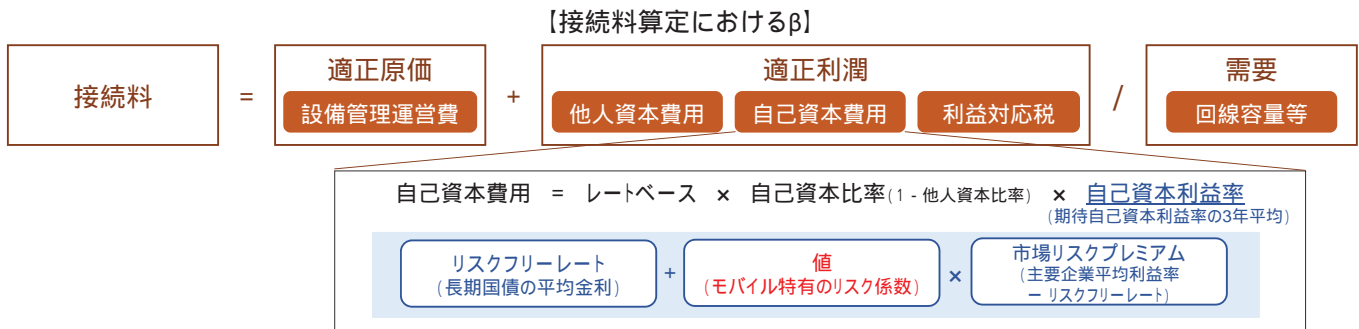 【接続料算定におけるβ】
接続料 = 適正原価 + 適正利潤 / 需要
設備管理運営費 他人資本費用 自己資本費用 利益対応税 回線容量等
自己資本費用 = レートベース × 自己資本比率(1 - 他人資本比率) × 自己資本利益率
(期待自己資本利益率の3年平均)
リスクフリーレート
(長期国債の平均金利)
+
値
(モバイル特有のリスク係数)
×
市場リスクプレミアム
(主要企業平均利益率
ー リスクフリーレート)